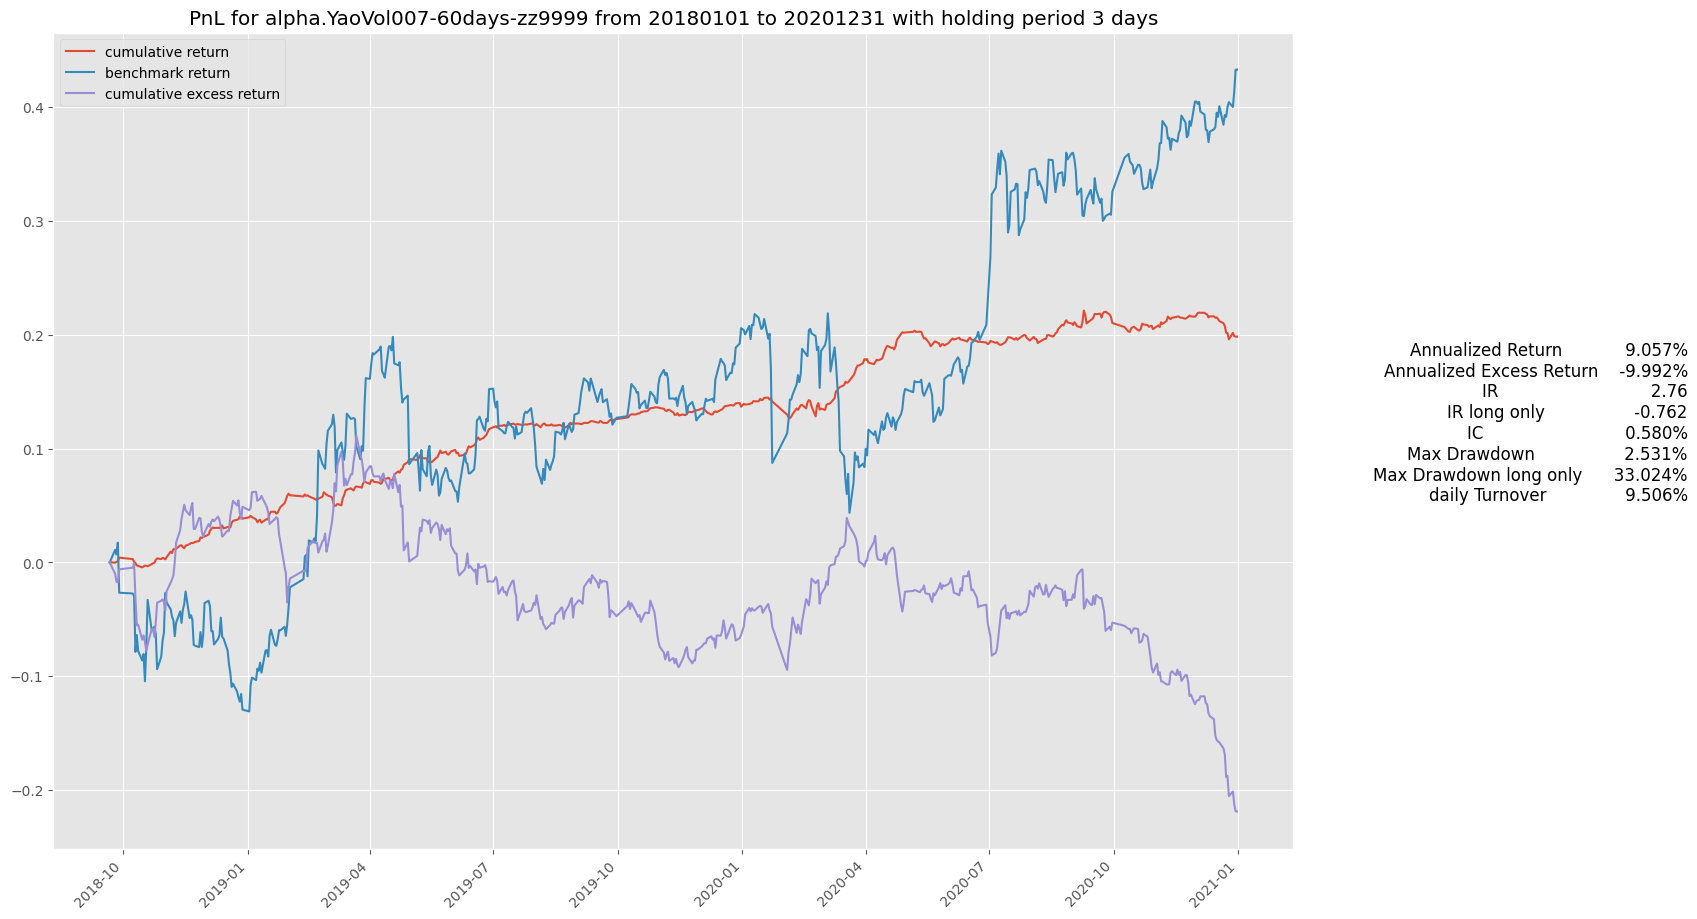 PnL for alpha.YaoVol007-60days-zz9999 from 20180101 to 20201231 with holding period 3 days
cumulative return
benchmark return
cumulative excess return
0.4
0.3
0.2
0.1
0.0
−0.1
−0.2
2018-10
2019-01
2019-04
2019-07
2019-10
2020-01
2020-04
2020-07
2020-10
2021-01
Annualized Return 9.057%
Annualized Excess Return -9.992%
IR 2.76
IR long only -0.762
IC 0.580%
Max Drawdown 2.531%
Max Drawdown long only 33.024%
daily Turnover 9.506%